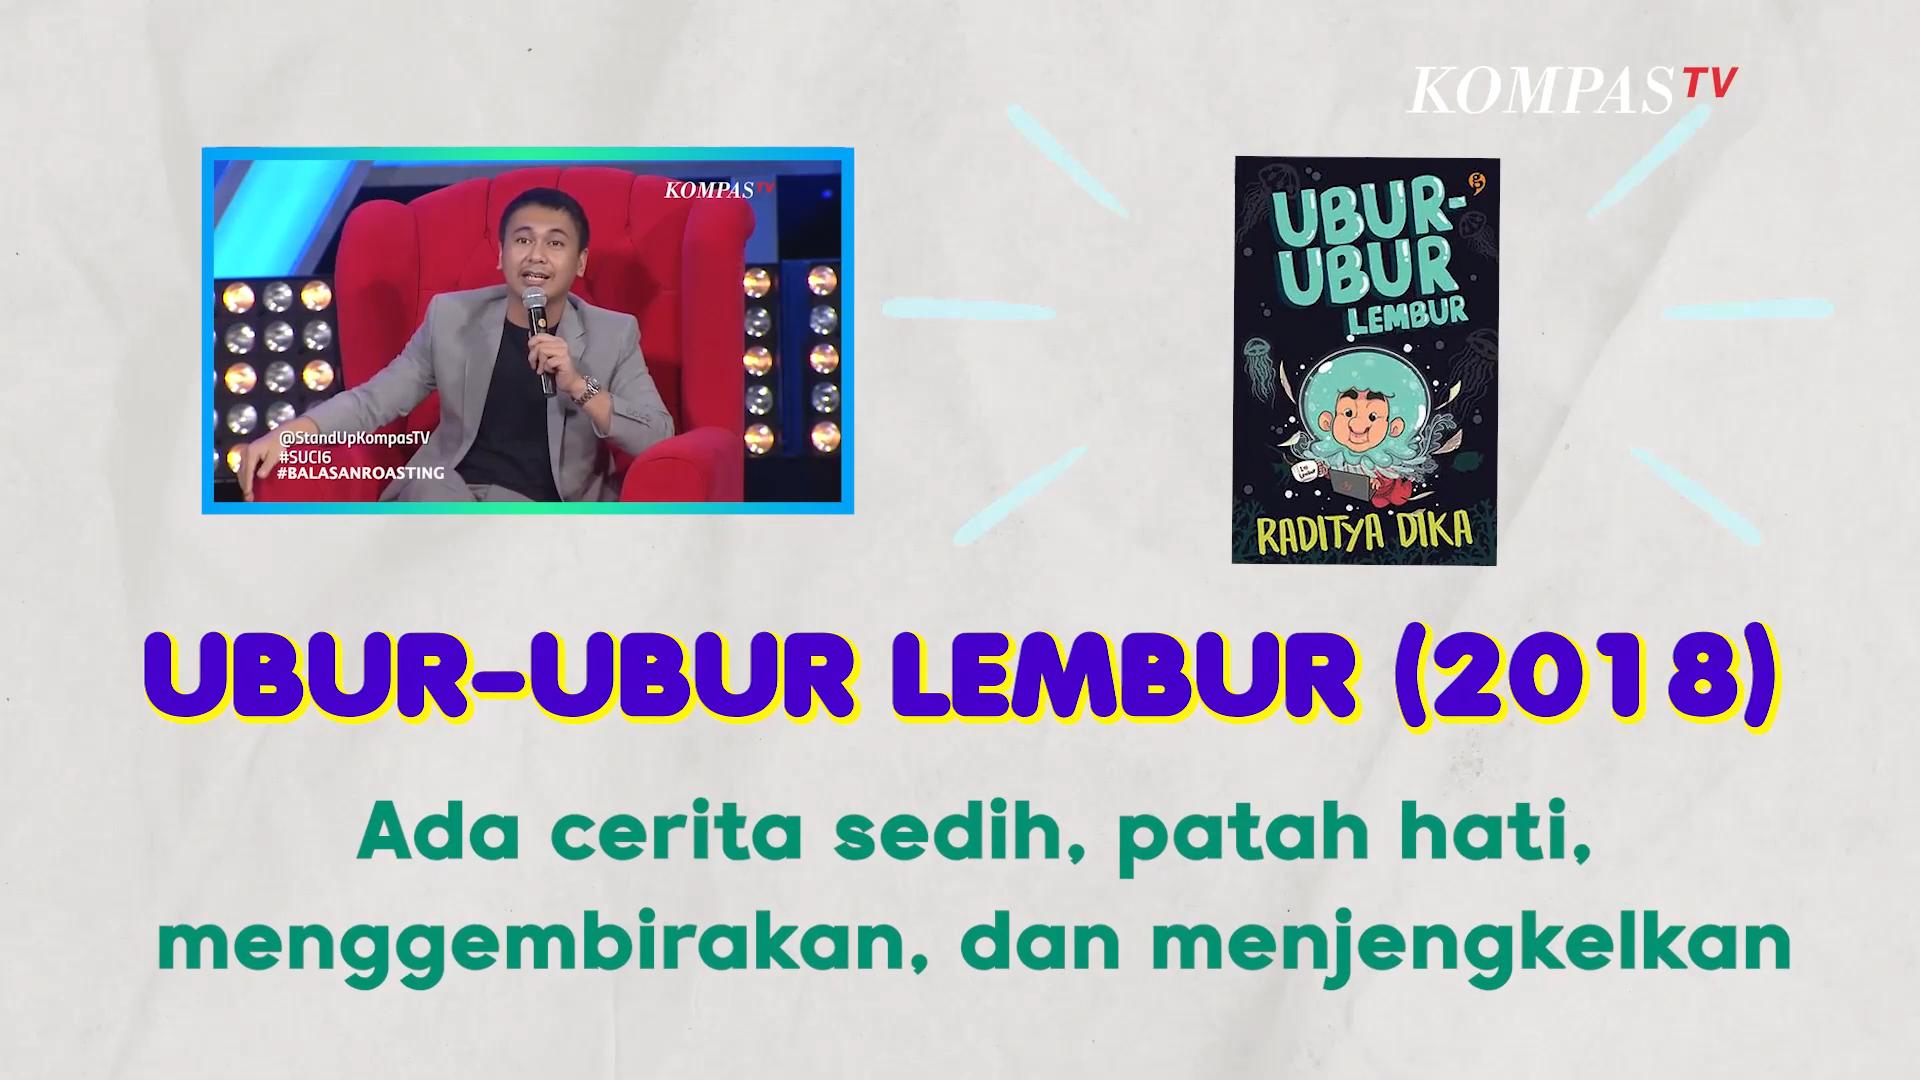 KOMPASTV
KOMPASTV
@StandUpKompasTV
#SUCI6
#BALASANROASTING
UBUR-
UBUR
LEMBUR
RADITYA DIKA
UBUR-UBUR LEMBUR (2018)
Ada cerita sedih, patah hati,
menggembirakan, dan menjengkelkan